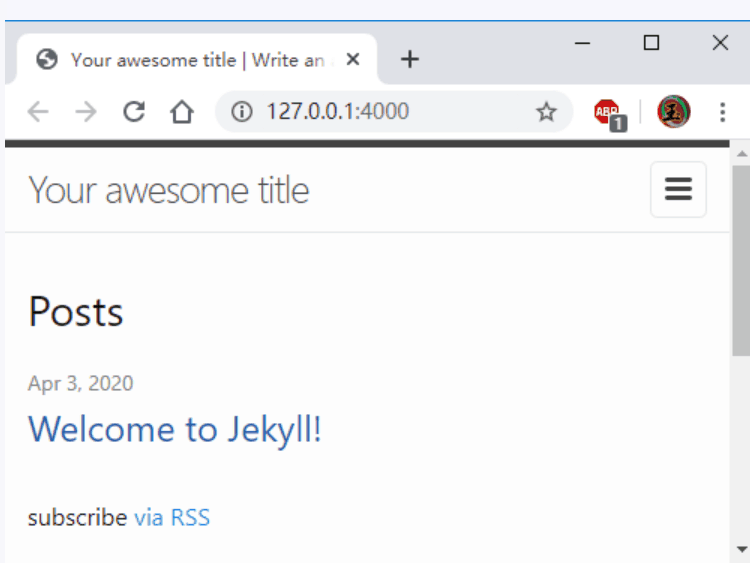 Your awesome title | Write an
127.0.0.1:4000
ABP
1
Your awesome title
Posts
Apr 3, 2020
Welcome to Jekyll!
subscribe via RSS